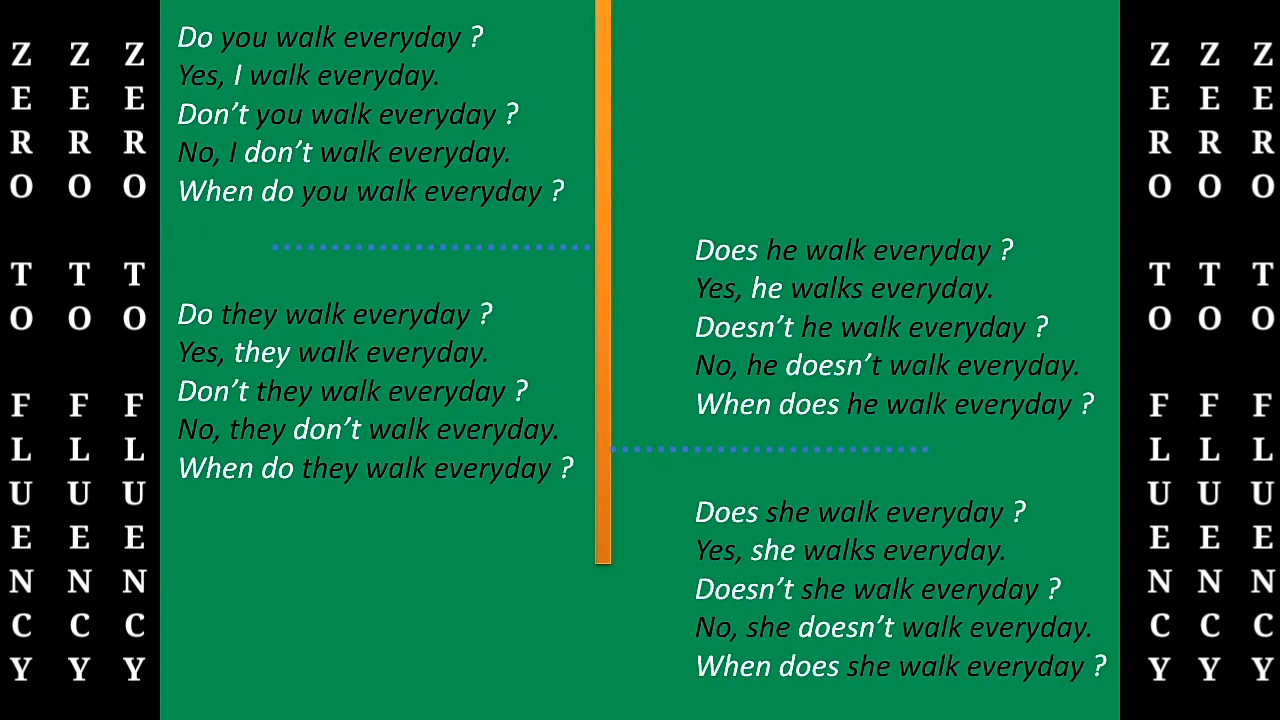 ZERO TO FLUENCY
ZERO TO FLUENCY
ZERO TO FLUENCY
Do you walk everyday ?
Yes, I walk everyday.
Don’t you walk everyday ?
No, I don’t walk everyday.
When do you walk everyday ?
Do they walk everyday ?
Yes, they walk everyday.
Don’t they walk everyday ?
No, they don’t walk everyday.
When do they walk everyday ?
Does he walk everyday ?
Yes, he walks everyday.
Doesn’t he walk everyday ?
No, he doesn’t walk everyday.
When does he walk everyday ?
Does she walk everyday ?
Yes, she walks everyday.
Doesn’t she walk everyday ?
No, she doesn’t walk everyday.
When does she walk everyday ?
ZERO TO FLUENCY
ZERO TO FLUENCY
ZERO TO FLUENCY